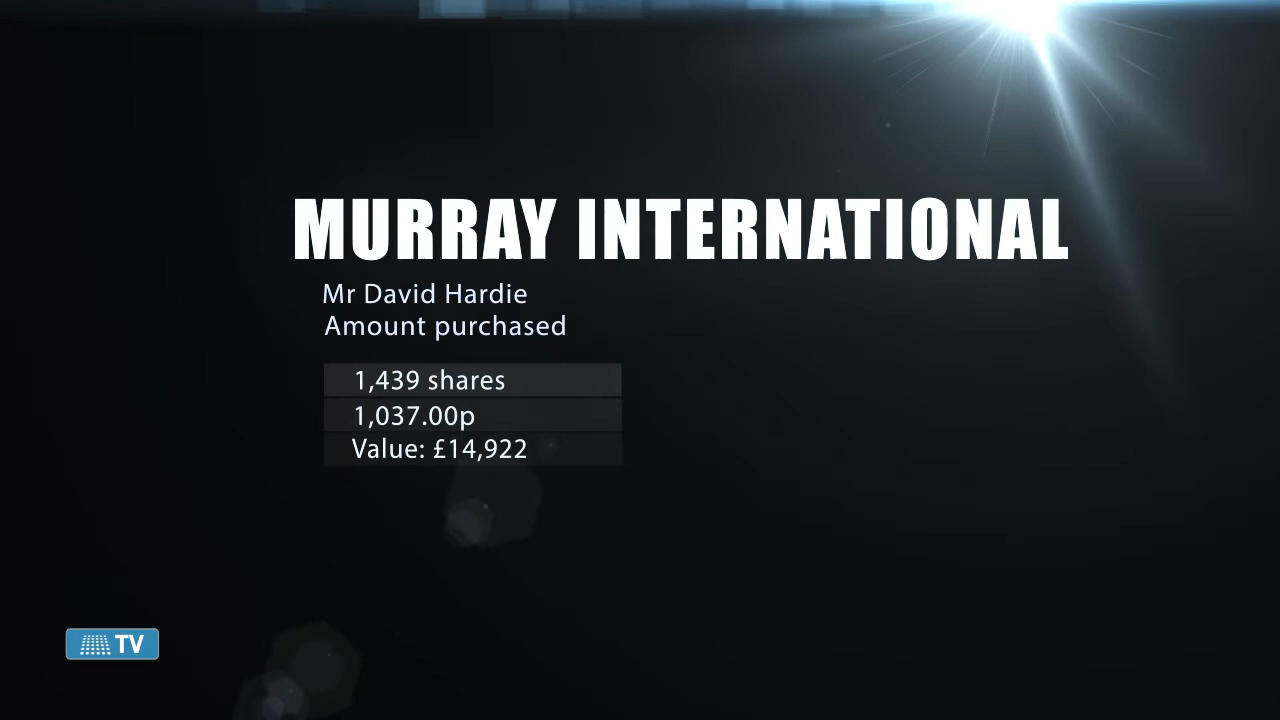 MURRAY INTERNATIONAL
Mr David Hardie
Amount purchased
1,439 shares
1,037.00p
Value: £14,922
TV